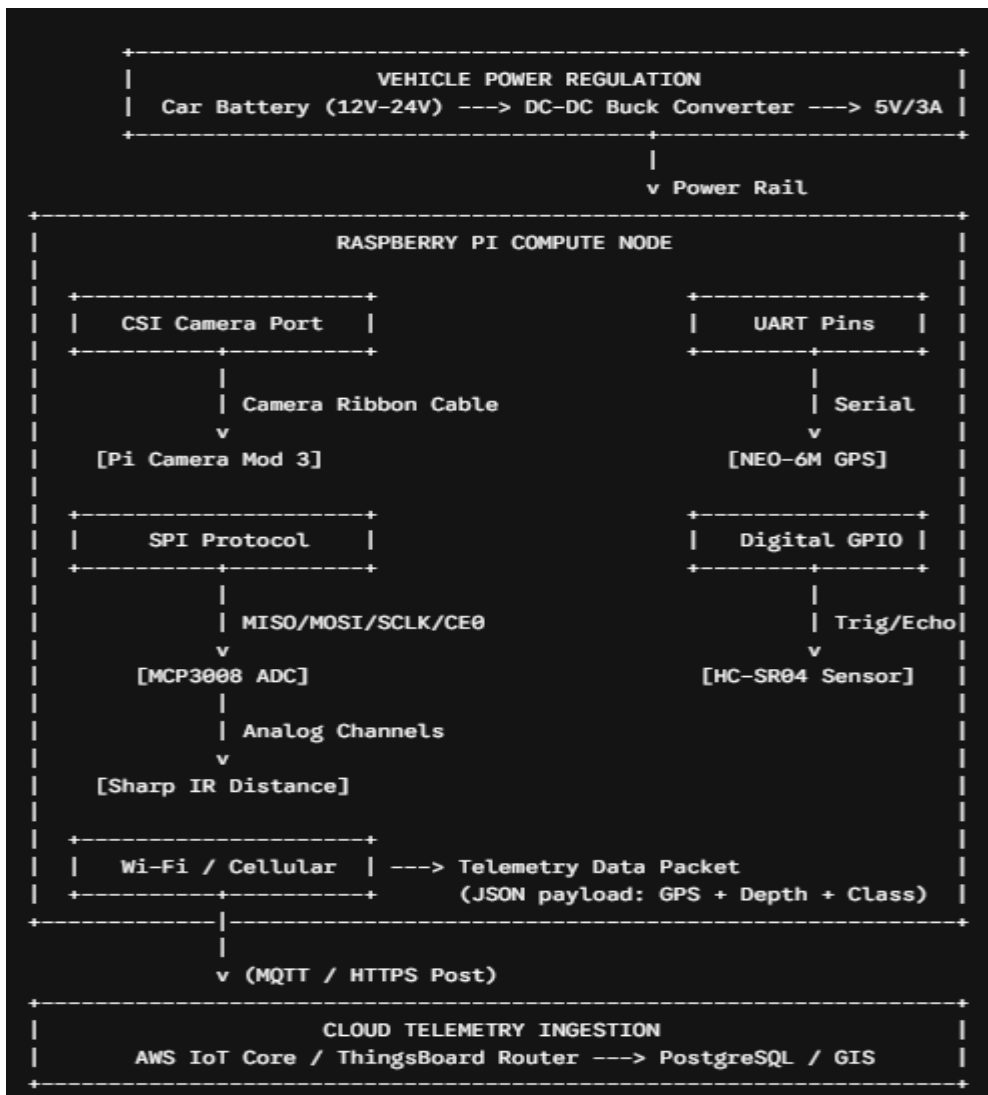 VEHICLE POWER REGULATION
Car Battery (12V-24V) ---> DC-DC Buck Converter ---> 5V/3A
v Power Rail
RASPBERRY PI COMPUTE NODE
CSI Camera Port UART Pins
Camera Ribbon Cable Serial
v v
[Pi Camera Mod 3] [NEO-6M GPS]
SPI Protocol Digital GPIO
MISO/MOSI/SCLK/CE0 Trig/Echo
v v
[MCP3008 ADC] [HC-SR04 Sensor]
Analog Channels
v
[Sharp IR Distance]
Wi-Fi / Cellular ---> Telemetry Data Packet
(JSON payload: GPS + Depth + Class)
v (MQTT / HTTPS Post)
CLOUD TELEMETRY INGESTION
AWS IoT Core / ThingsBoard Router ---> PostgreSQL / GIS